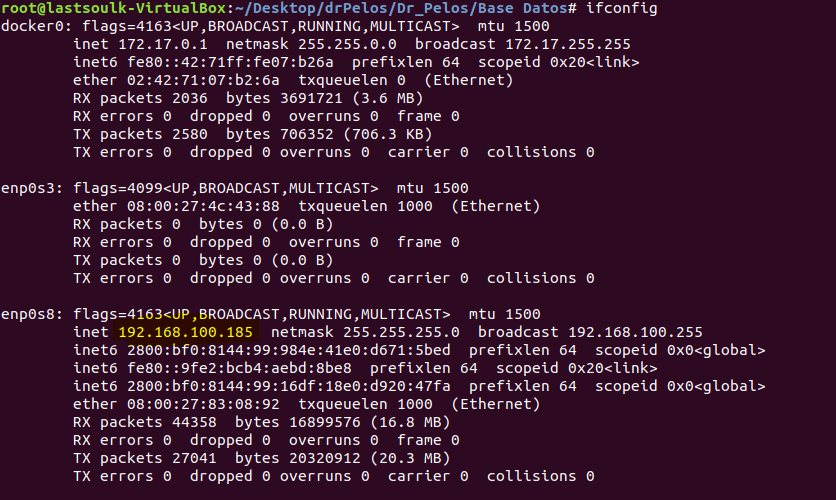 root@lastsoulk-VirtualBox:~/Desktop/drPelos/Dr_Pelos/Base Datos# ifconfig
docker0: flags=4163<UP,BROADCAST,RUNNING,MULTICAST>  mtu 1500
        inet 172.17.0.1  netmask 255.255.0.0  broadcast 172.17.255.255
        inet6 fe80::42:71ff:fe07:b26a  prefixlen 64  scopeid 0x20<link>
        ether 02:42:71:07:b2:6a  txqueuelen 0  (Ethernet)
        RX packets 2036  bytes 3691721 (3.6 MB)
        RX errors 0  dropped 0  overruns 0  frame 0
        TX packets 2580  bytes 706352 (706.3 KB)
        TX errors 0  dropped 0 overruns 0  carrier 0  collisions 0

enp0s3: flags=4099<UP,BROADCAST,MULTICAST>  mtu 1500
        ether 08:00:27:4c:43:88  txqueuelen 1000  (Ethernet)
        RX packets 0  bytes 0 (0.0 B)
        RX errors 0  dropped 0  overruns 0  frame 0
        TX packets 0  bytes 0 (0.0 B)
        TX errors 0  dropped 0 overruns 0  carrier 0  collisions 0

enp0s8: flags=4163<UP,BROADCAST,RUNNING,MULTICAST>  mtu 1500
        inet 192.168.100.185  netmask 255.255.255.0  broadcast 192.168.100.255
        inet6 2800:bf0:8144:99:984e:41e0:d671:5bed  prefixlen 64  scopeid 0x0<global>
        inet6 fe80::9fe2:bcb4:aebd:8be8  prefixlen 64  scopeid 0x20<link>
        inet6 2800:bf0:8144:99:16df:18e0:d920:47fa  prefixlen 64  scopeid 0x0<global>
        ether 08:00:27:83:08:92  txqueuelen 1000  (Ethernet)
        RX packets 44358  bytes 16899576 (16.8 MB)
        RX errors 0  dropped 0  overruns 0  frame 0
        TX packets 27041  bytes 20320912 (20.3 MB)
        TX errors 0  dropped 0 overruns 0  carrier 0  collisions 0